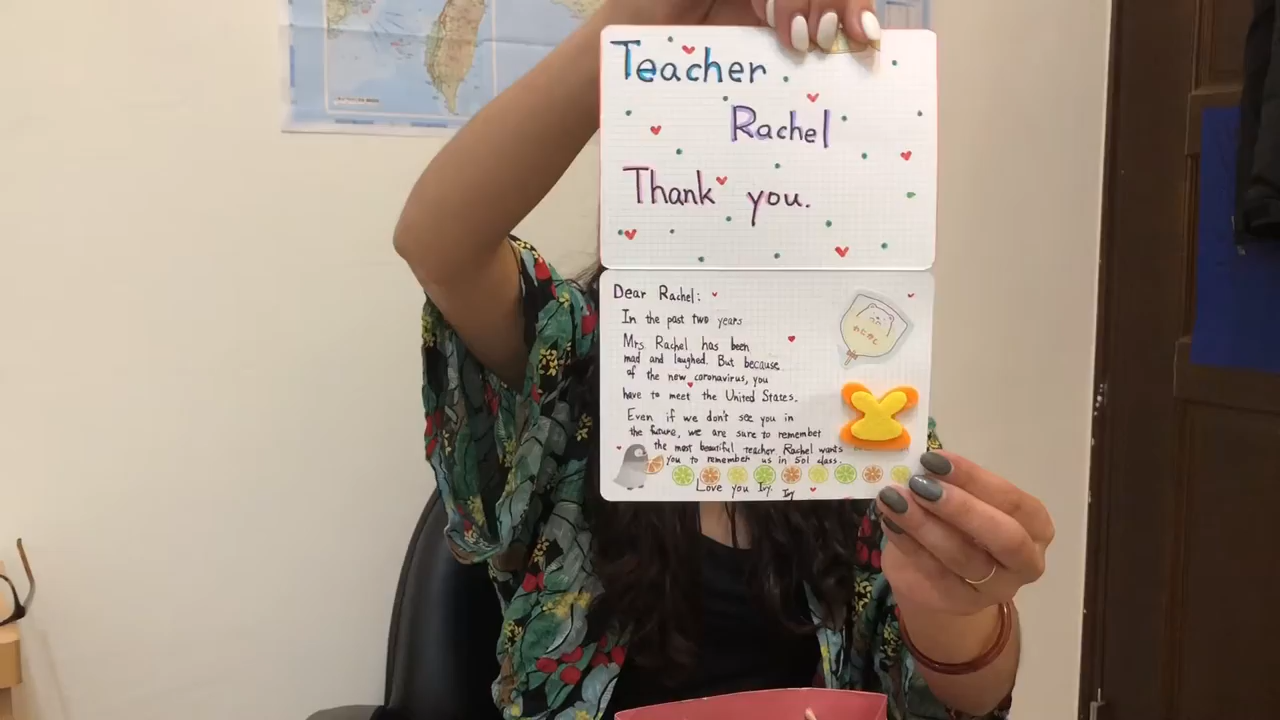 Teacher
Rachel
Thank you.
Dear Rachel:
In the past two years
Mrs. Rachel has been
mad and laughed. But because
of the new coronavirus, you
have to meet the United States.
Even if we don't see you in
the future, we are sure to remember
the most beautiful teacher Rachel wants
you to remember us in 501 class.
Love you Ivy.
Ivy